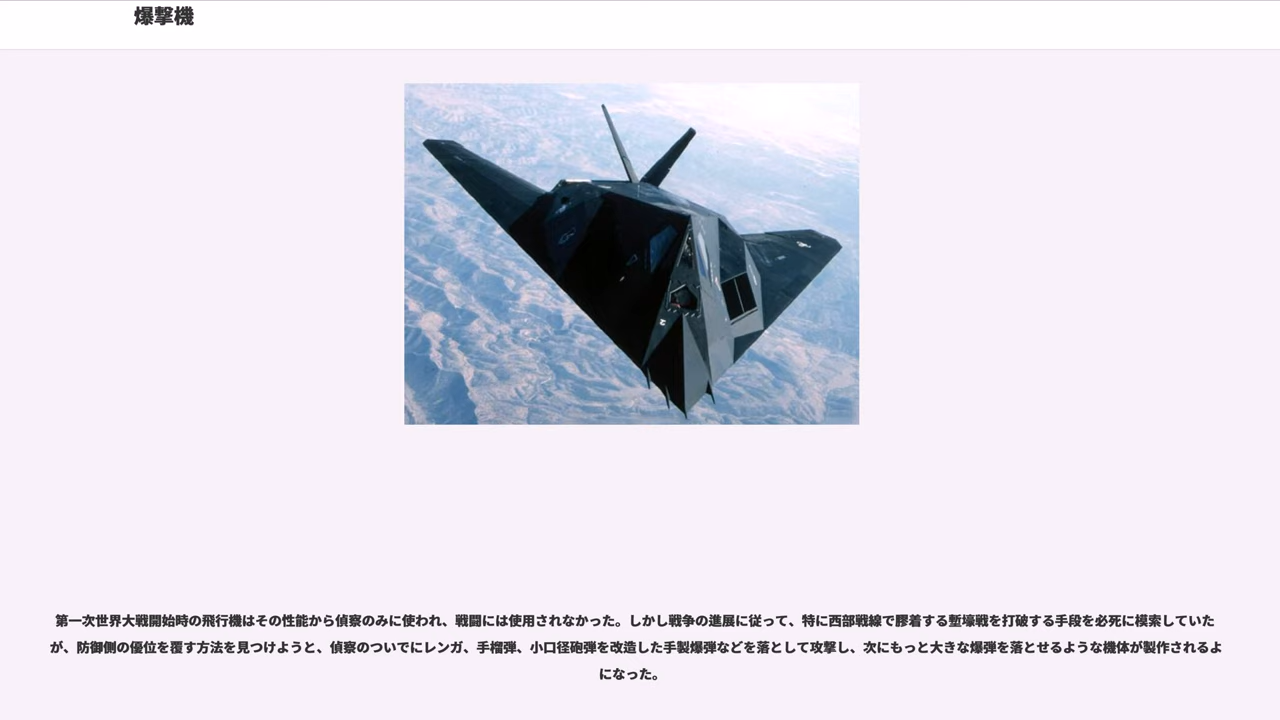 爆撃機
第一次世界大戦開始時の飛行機はその性能から偵察のみに使われ、戦闘には使用されなかった。しかし戦争の進展に従って、特に西部戦線で膠着する塹壕戦を打破する手段を必死に模索していた
が、防御側の優位を覆す方法を見つけようと、偵察のついでにレンガ、手榴弾、小口径砲弾を改造した手製爆弾などを落として攻撃し、次にもっと大きな爆弾を落とせるような機体が製作されるよ
になった。